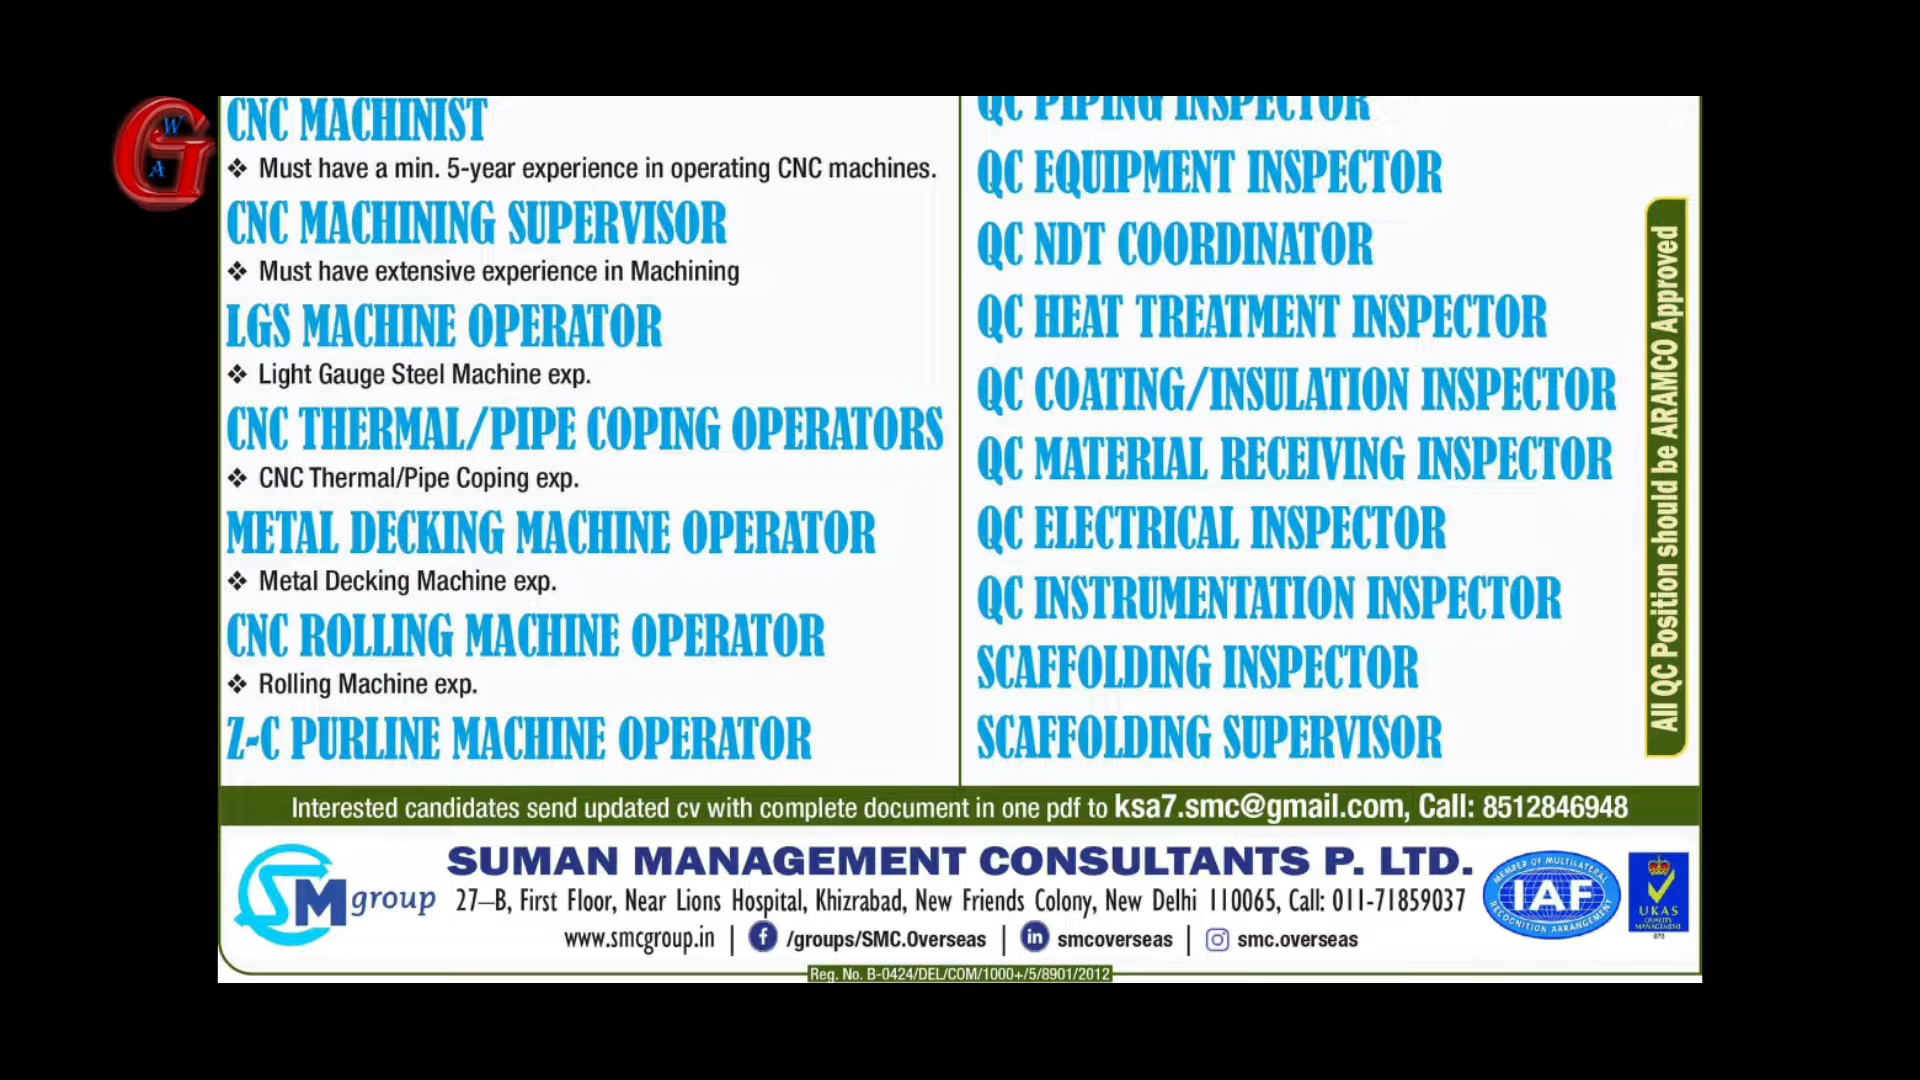 G W A
CNC MACHINIST
❖ Must have a min. 5-year experience in operating CNC machines.
CNC MACHINING SUPERVISOR
❖ Must have extensive experience in Machining
LGS MACHINE OPERATOR
❖ Light Gauge Steel Machine exp.
CNC THERMAL/PIPE COPING OPERATORS
❖ CNC Thermal/Pipe Coping exp.
METAL DECKING MACHINE OPERATOR
❖ Metal Decking Machine exp.
CNC ROLLING MACHINE OPERATOR
❖ Rolling Machine exp.
Z-C PURLINE MACHINE OPERATOR
QC PIPING INSPECTOR
QC EQUIPMENT INSPECTOR
QC NDT COORDINATOR
QC HEAT TREATMENT INSPECTOR
QC COATING/INSULATION INSPECTOR
QC MATERIAL RECEIVING INSPECTOR
QC ELECTRICAL INSPECTOR
QC INSTRUMENTATION INSPECTOR
SCAFFOLDING INSPECTOR
SCAFFOLDING SUPERVISOR
All QC Position should be ARAMCO Approved
Interested candidates send updated cv with complete document in one pdf to ksa7.smc@gmail.com, Call: 8512846948
SM group
SUMAN MANAGEMENT CONSULTANTS P. LTD.
27–B, First Floor, Near Lions Hospital, Khizrabad, New Friends Colony, New Delhi 110065, Call: 011-71859037
www.smcgroup.in | /groups/SMC.Overseas | smcoverseas | smc.overseas
MEMBER OF MULTILATERAL
IAF
RECOGNITION ARRANGEMENT
UKAS
QUALITY
MANAGEMENT
Reg. No. B-0424/DEL/COM/1000+/5/8901/2012